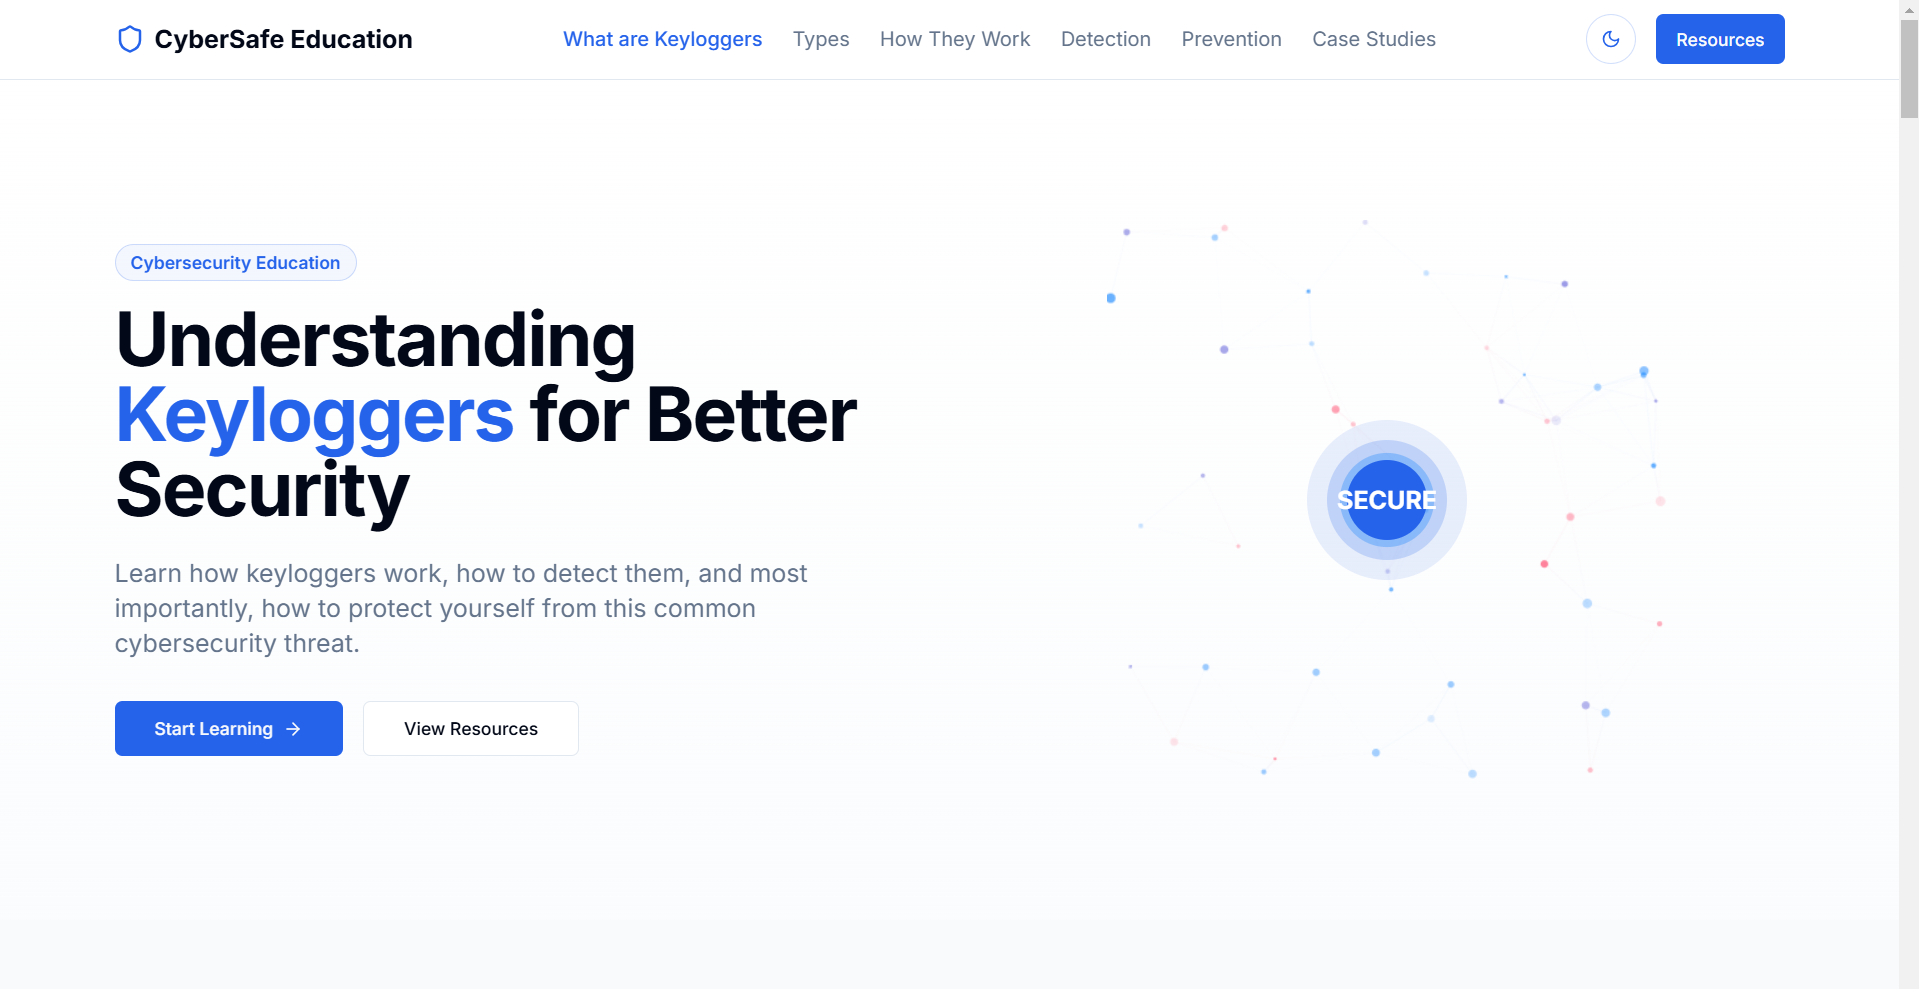 CyberSafe Education
What are Keyloggers
Types
How They Work
Detection
Prevention
Case Studies
Resources
Cybersecurity Education
Understanding
Keyloggers for Better
Security
Learn how keyloggers work, how to detect them, and most
importantly, how to protect yourself from this common
cybersecurity threat.
Start Learning
View Resources
SECURE